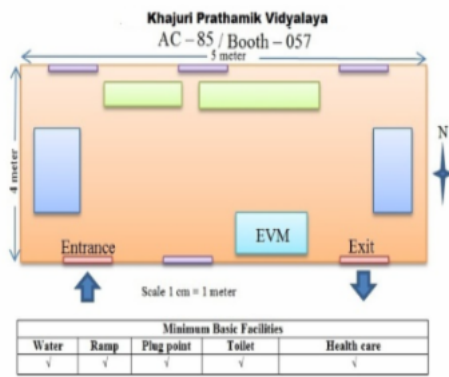 Khajuri Prathamik Vidyalaya
AC – 85 / Booth – 057
5 meter
4 meter
N
EVM
Entrance
Exit
Scale 1 cm = 1 meter
Minimum Basic Facilities
Water Ramp Plug point Toilet Health care
√ √ √ √ √